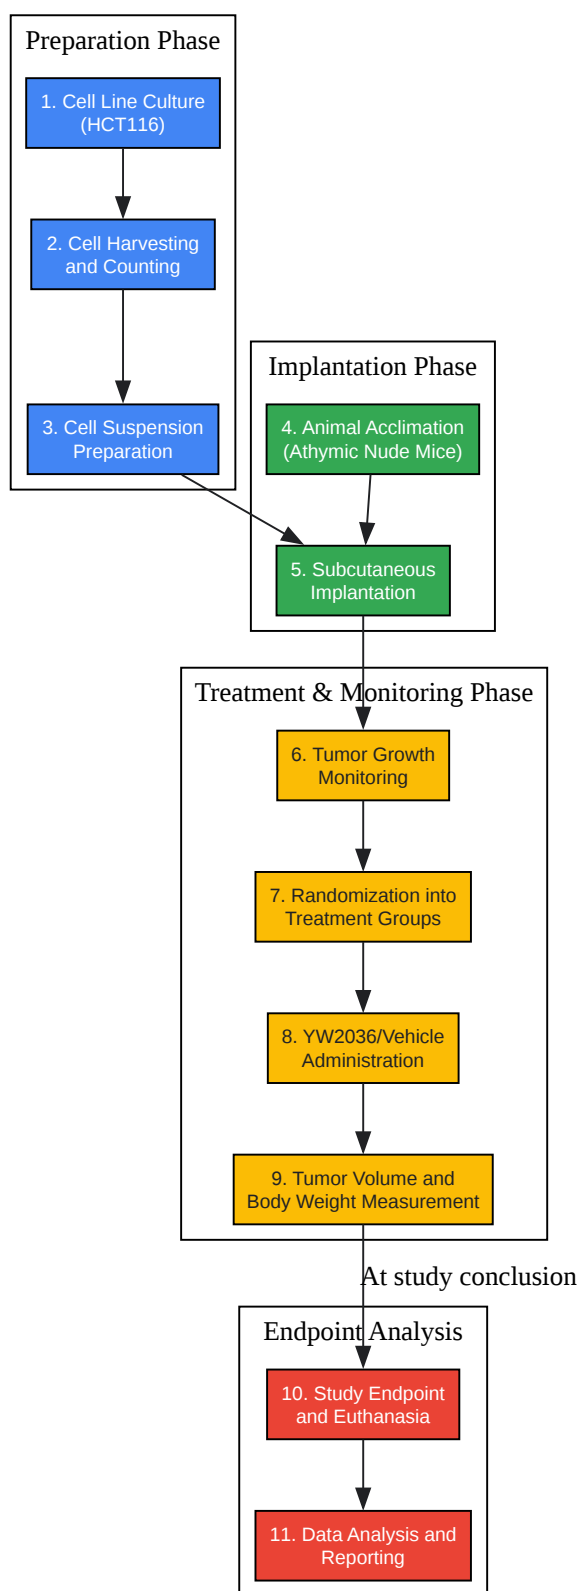 Preparation Phase
1. Cell Line Culture
(HCT116)
2. Cell Harvesting
and Counting
3. Cell Suspension
Preparation
Implantation Phase
4. Animal Acclimation
(Athymic Nude Mice)
5. Subcutaneous
Implantation
Treatment & Monitoring Phase
6. Tumor Growth
Monitoring
7. Randomization into
Treatment Groups
8. YW2036/Vehicle
Administration
9. Tumor Volume and
Body Weight Measurement
At study conclusion
Endpoint Analysis
10. Study Endpoint
and Euthanasia
11. Data Analysis and
Reporting